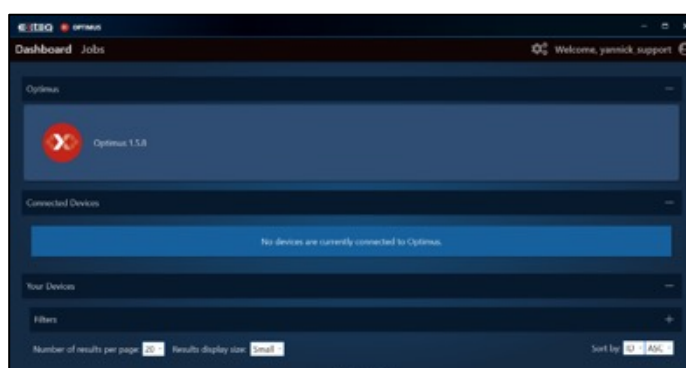 OPTIMUS
Dashboard Jobs
Welcome, yannick_support
Optimus
Optimus 1.5.8
Connected Devices
No devices are currently connected to Optimus.
Your Devices
Filters
Number of results per page: 20 Results display size: Small Sort by: ID ASC